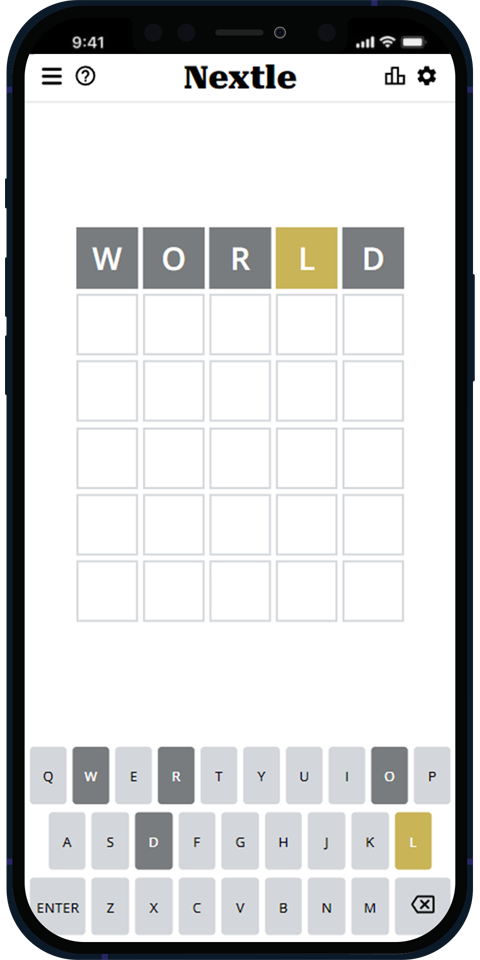 9:41
Nextle
W O R L D
Q W E R T Y U I O P
A S D F G H J K L
ENTER Z X C V B N M